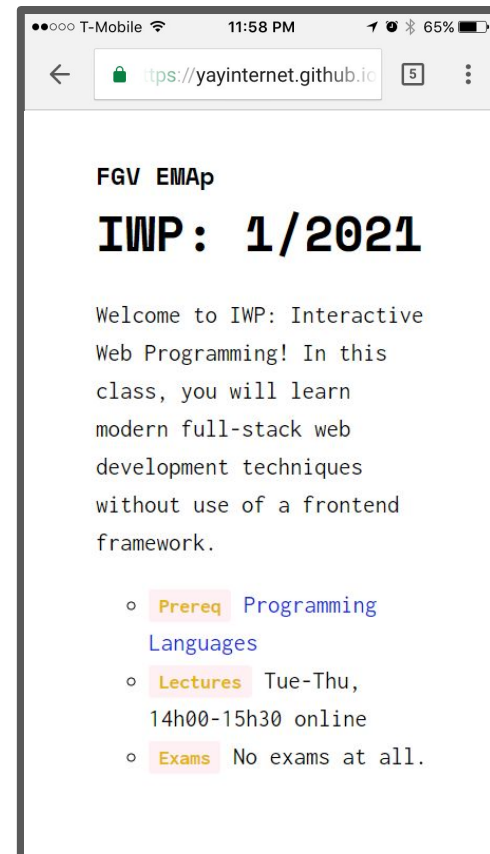 T-Mobile 11:58 PM 65%
tps://yayinternet.github.io 5
FGV EMAp
IWP: 1/2021
Welcome to IWP: Interactive
Web Programming! In this
class, you will learn
modern full-stack web
development techniques
without use of a frontend
framework.
Prereq Programming
Languages
Lectures Tue-Thu,
14h00-15h30 online
Exams No exams at all.